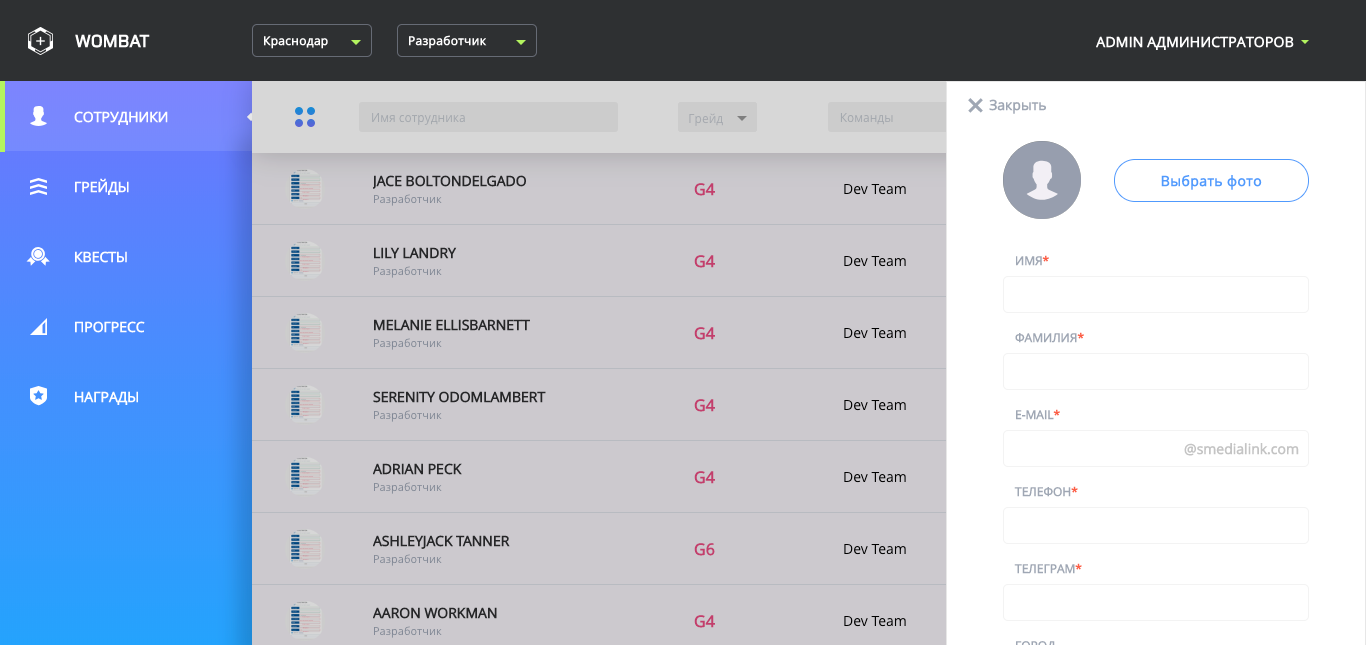 WOMBAT
Краснодар
Разработчик
ADMIN АДМИНИСТРАТОРОВ
СОТРУДНИКИ
ГРЕЙДЫ
КВЕСТЫ
ПРОГРЕСС
НАГРАДЫ
Имя сотрудника
Грейд
Команды
JACE BOLTONDELGADO
Разработчик
G4
Dev Team
LILY LANDRY
Разработчик
G4
Dev Team
MELANIE ELLISBARNETT
Разработчик
G4
Dev Team
SERENITY ODOMLAMBERT
Разработчик
G4
Dev Team
ADRIAN PECK
Разработчик
G4
Dev Team
ASHLEYJACK TANNER
Разработчик
G6
Dev Team
AARON WORKMAN
Разработчик
G4
Dev Team
Закрыть
Выбрать фото
ИМЯ*
ФАМИЛИЯ*
E-MAIL*
@smedialink.com
ТЕЛЕФОН*
ТЕЛЕГРАМ*